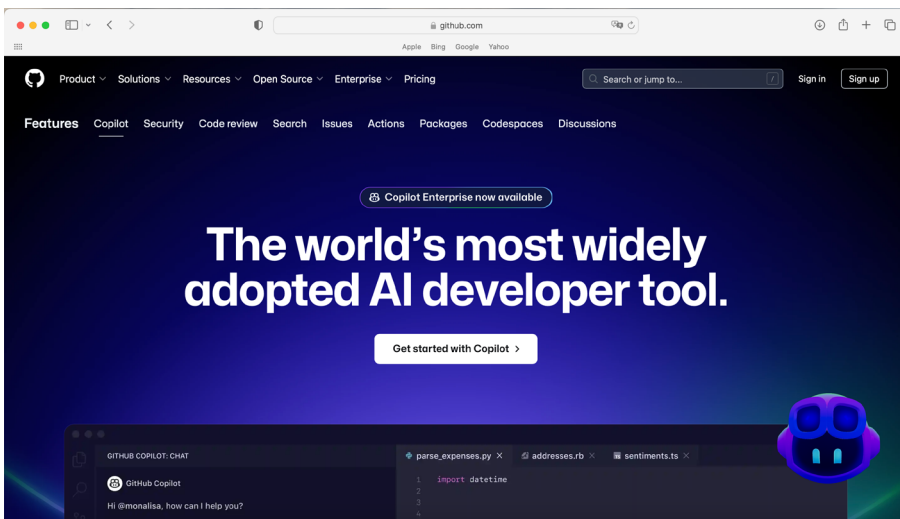 github.com
Apple Bing Google Yahoo
Product Solutions Resources Open Source Enterprise Pricing Search or jump to... / Sign in Sign up
Features Copilot Security Code review Search Issues Actions Packages Codespaces Discussions
Copilot Enterprise now available
The world's most widely
adopted AI developer tool.
Get started with Copilot
GITHUB COPILOT: CHAT
parse_expenses.py addresses.rb sentiments.ts
GitHub Copilot
1 import datetime
2
3
Hi @monalisa, how can I help you?
4